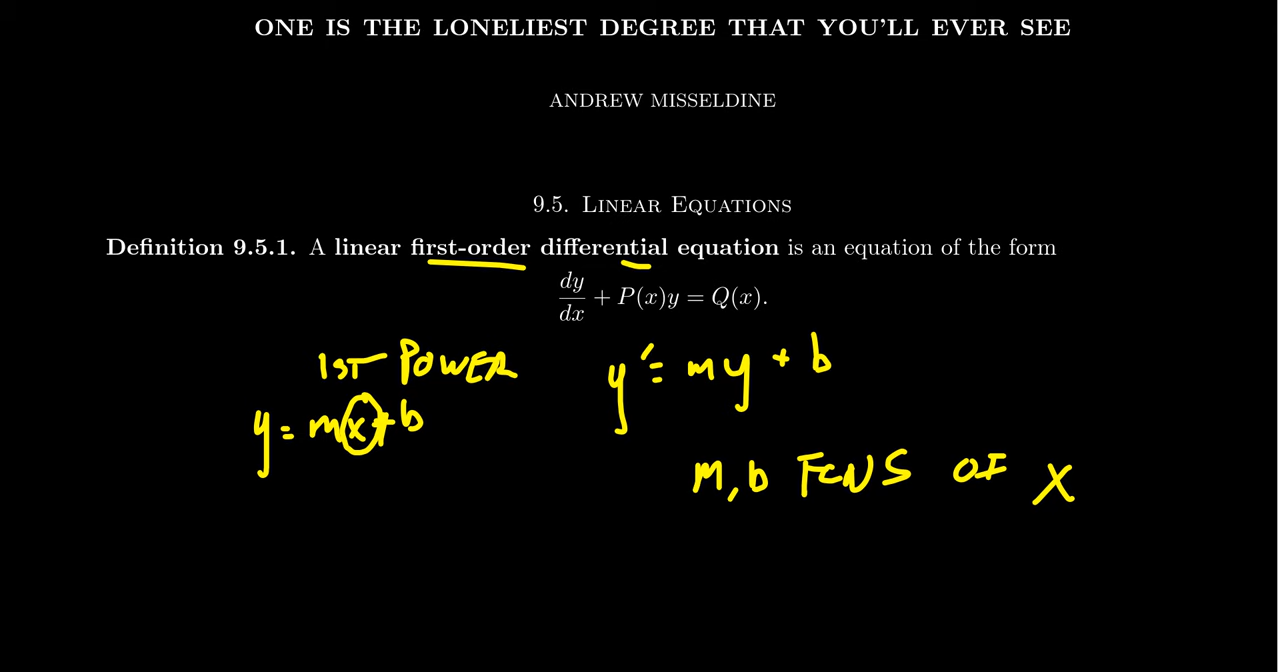 ONE IS THE LONELIEST DEGREE THAT YOU'LL EVER SEE
ANDREW MISSELDINE
9.5. LINEAR EQUATIONS
Definition 9.5.1. A linear first-order differential equation is an equation of the form
dy/dx + P(x)y = Q(x).
1ST POWER
y' = my + b
y = mx + b
M, b FCNS OF X